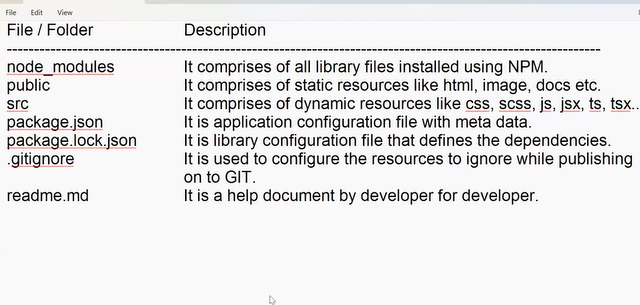 File Edit View
File / Folder Description
-----------------------------------------------------------------------------------------------------
node_modules It comprises of all library files installed using NPM.
public It comprises of static resources like html, image, docs etc.
src It comprises of dynamic resources like css, scss, js, jsx, ts, tsx..
package.json It is application configuration file with meta data.
package.lock.json It is library configuration file that defines the dependencies.
.gitignore It is used to configure the resources to ignore while publishing
on to GIT.
readme.md It is a help document by developer for developer.